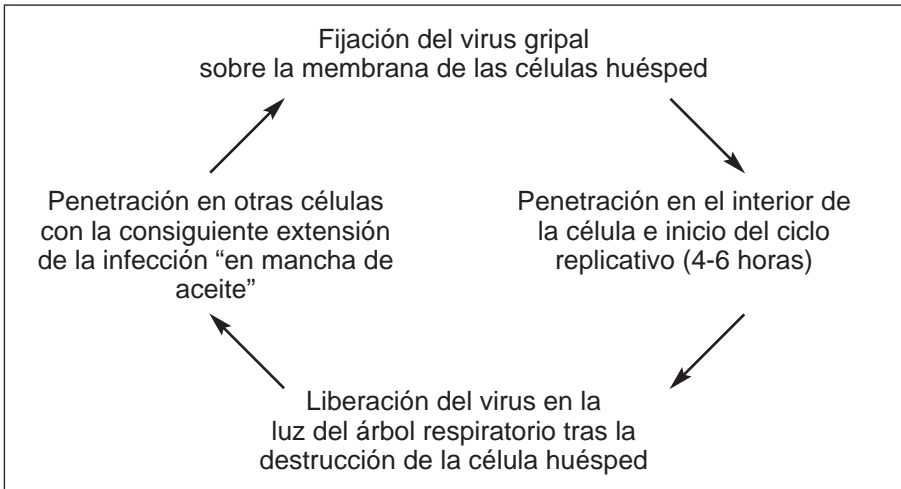 Fijación del virus gripal
sobre la membrana de las células huésped
Penetración en otras células
con la consiguiente extensión
de la infección “en mancha de
aceite”
Penetración en el interior de
la célula e inicio del ciclo
replicativo (4-6 horas)
Liberación del virus en la
luz del árbol respiratorio tras la
destrucción de la célula huésped